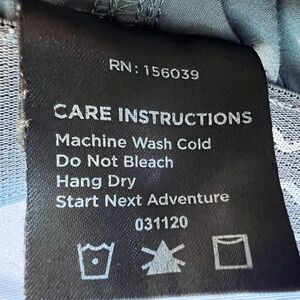 RN: 156039
CARE INSTRUCTIONS
Machine Wash Cold
Do Not Bleach
Hang Dry
Start Next Adventure
031120